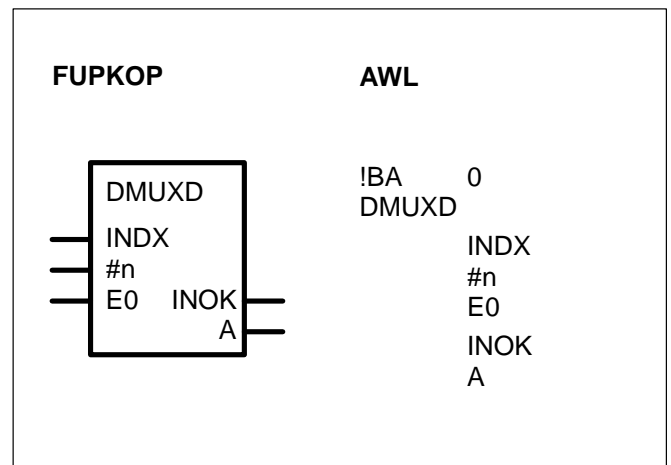 FUPKOP
AWL
DMUXD
INDX
#n
E0 INOK
A
!BA 0
DMUXD
INDX
#n
E0
INOK
A